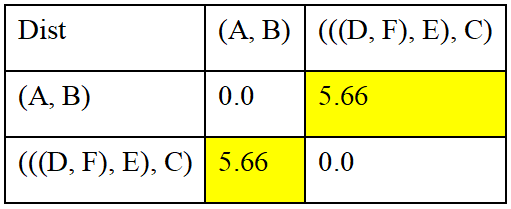 Dist (A, B) (((D, F), E), C)
(A, B) 0.0 5.66
(((D, F), E), C) 5.66 0.0